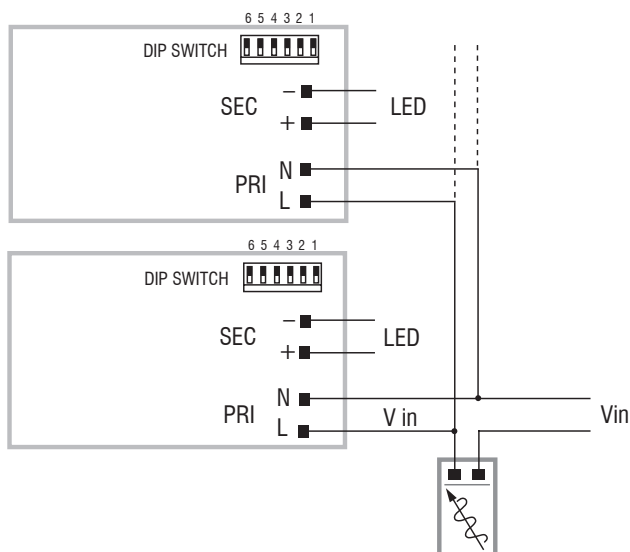 6 5 4 3 2 1
DIP SWITCH
−
SEC
LED
+
N
PRI
L
6 5 4 3 2 1
DIP SWITCH
−
SEC
LED
+
N
PRI
V in
Vin
L